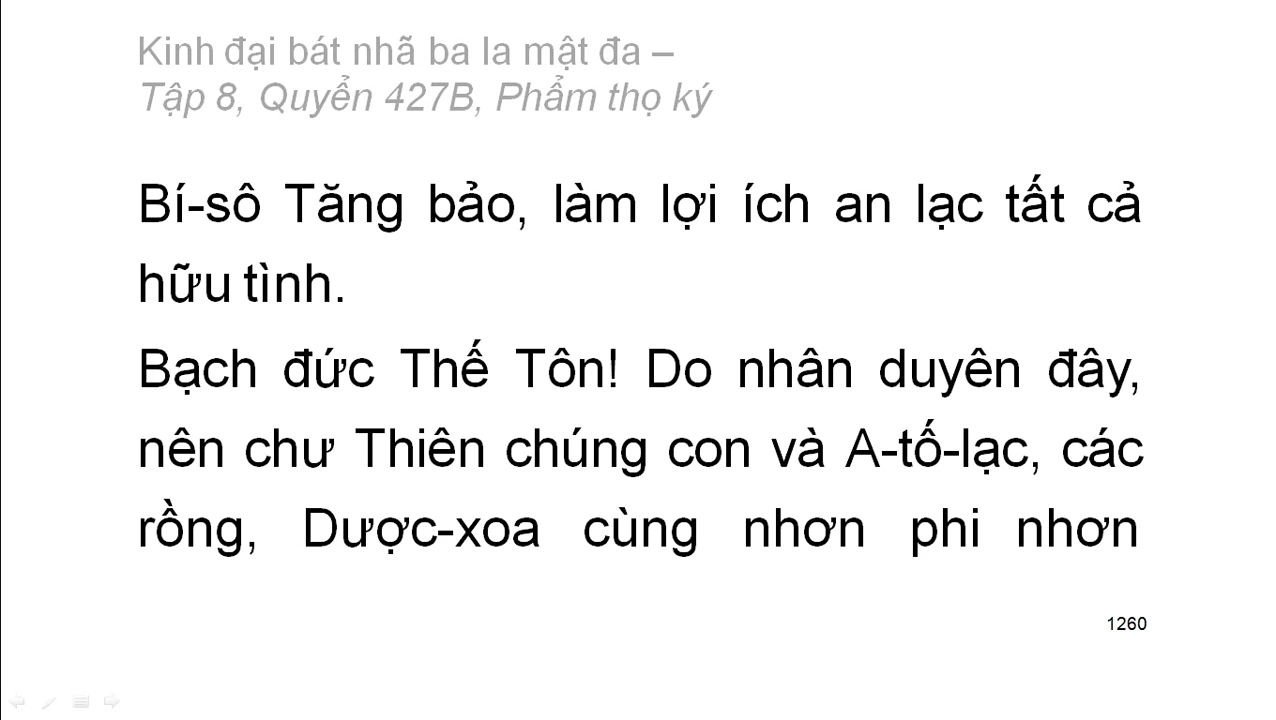 Kinh đại bát nhã ba la mật đa –
Tập 8, Quyển 427B, Phẩm thọ ký
Bí-sô Tăng bảo, làm lợi ích an lạc tất cả
hữu tình.
Bạch đức Thế Tôn! Do nhân duyên đây,
nên chư Thiên chúng con và A-tố-lạc, các
rồng, Dược-xoa cùng nhơn phi nhơn
1260